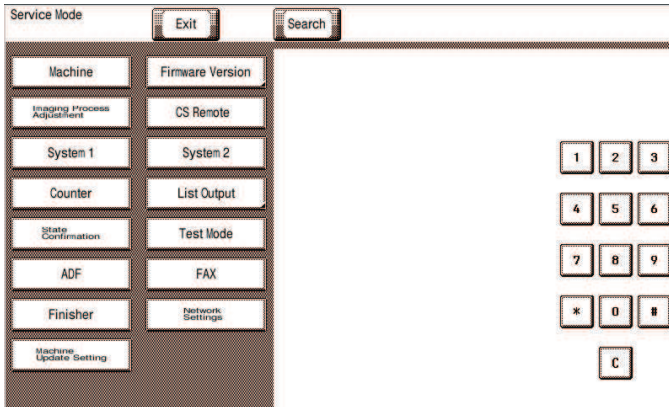 Service Mode
Exit
Search
Machine
Firmware Version
Imaging Process
Adjustment
CS Remote
System 1
System 2
Counter
List Output
State
Confirmation
Test Mode
ADF
FAX
Finisher
Network
Settings
Machine
Update Setting
1 2 3
4 5 6
7 8 9
* 0 #
C